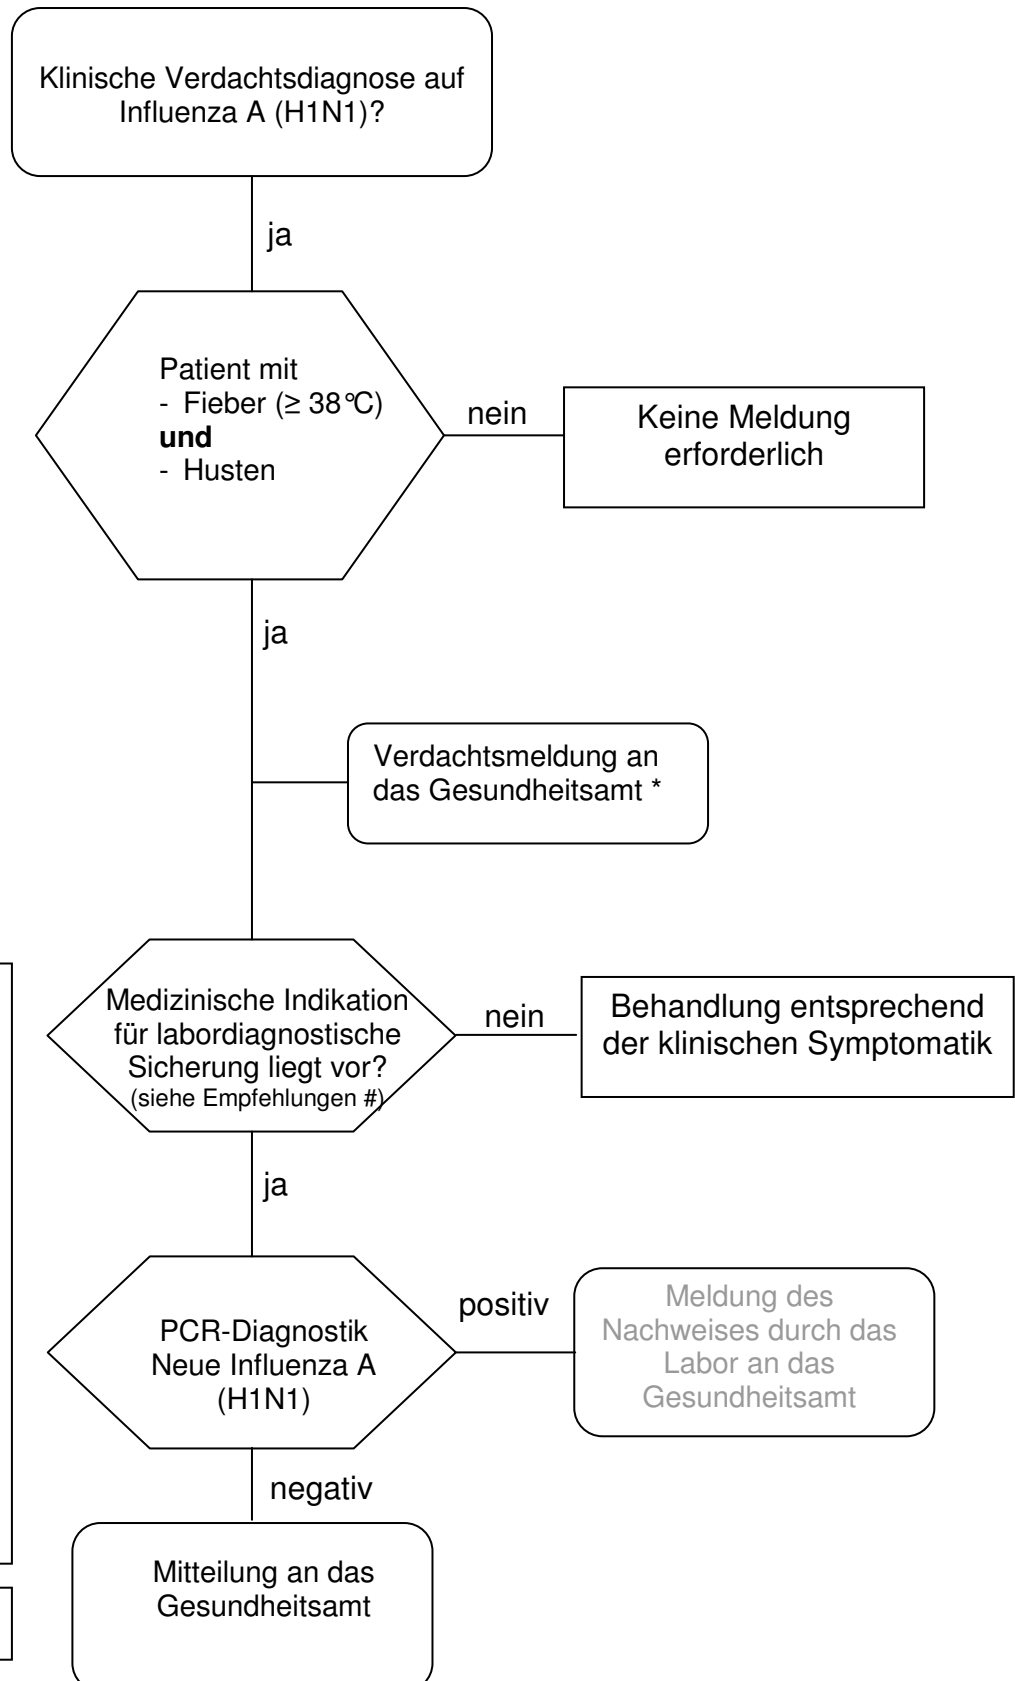 Klinische Verdachtsdiagnose auf
Influenza A (H1N1)?
ja
Patient mit
- Fieber (≥ 38°C)
und
- Husten
nein
Keine Meldung
erforderlich
ja
Verdachtsmeldung an
das Gesundheitsamt *
Medizinische Indikation
für labordiagnostische
Sicherung liegt vor?
(siehe Empfehlungen #)
nein
Behandlung entsprechend
der klinischen Symptomatik
ja
PCR-Diagnostik
Neue Influenza A
(H1N1)
positiv
Meldung des
Nachweises durch das
Labor an das
Gesundheitsamt
negativ
Mitteilung an das
Gesundheitsamt